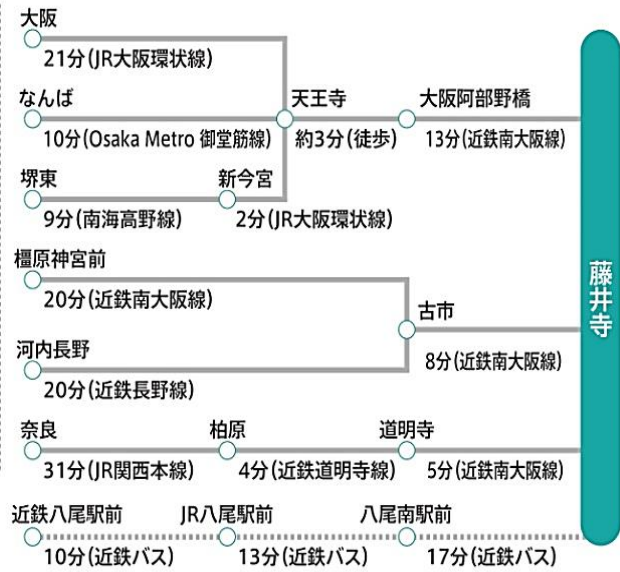 大阪
21分(JR大阪環状線)
なんば 天王寺 大阪阿部野橋
10分(Osaka Metro 御堂筋線) 約3分(徒歩) 13分(近鉄南大阪線)
堺東 新今宮
9分(南海高野線) 2分(JR大阪環状線)
橿原神宮前
20分(近鉄南大阪線)
古市
河内長野
8分(近鉄南大阪線)
20分(近鉄長野線)
奈良 柏原 道明寺
31分(JR関西本線) 4分(近鉄道明寺線) 5分(近鉄南大阪線)
近鉄八尾駅前 JR八尾駅前 八尾南駅前
10分(近鉄バス) 13分(近鉄バス) 17分(近鉄バス)
藤井寺